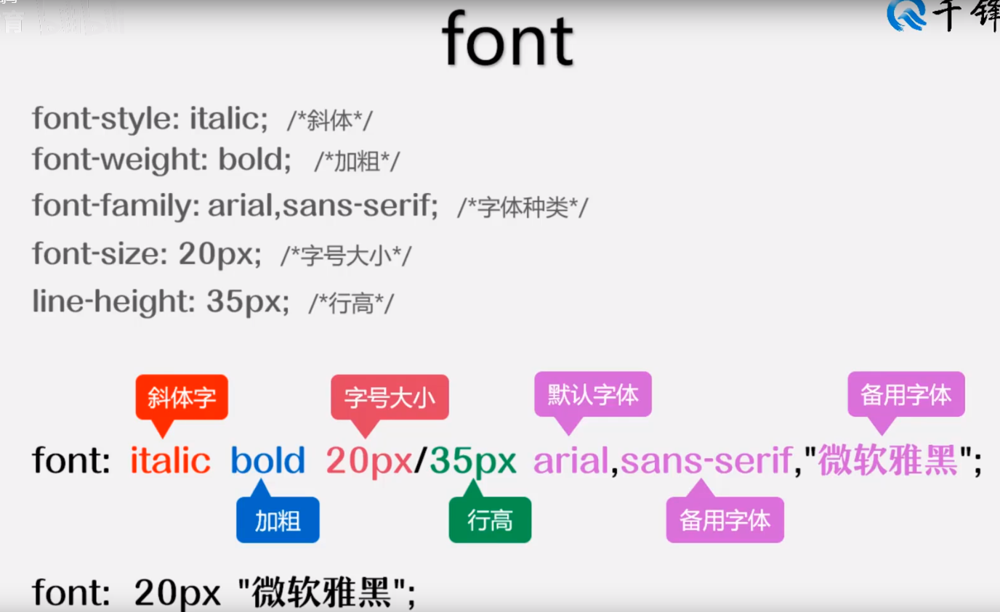 育
千锋
font
font-style: italic; /*斜体*/
font-weight: bold; /*加粗*/
font-family: arial,sans-serif; /*字体种类*/
font-size: 20px; /*字号大小*/
line-height: 35px; /*行高*/
斜体字 字号大小 默认字体 备用字体
font: italic bold 20px/35px arial,sans-serif,"微软雅黑";
加粗 行高 备用字体
font: 20px "微软雅黑";